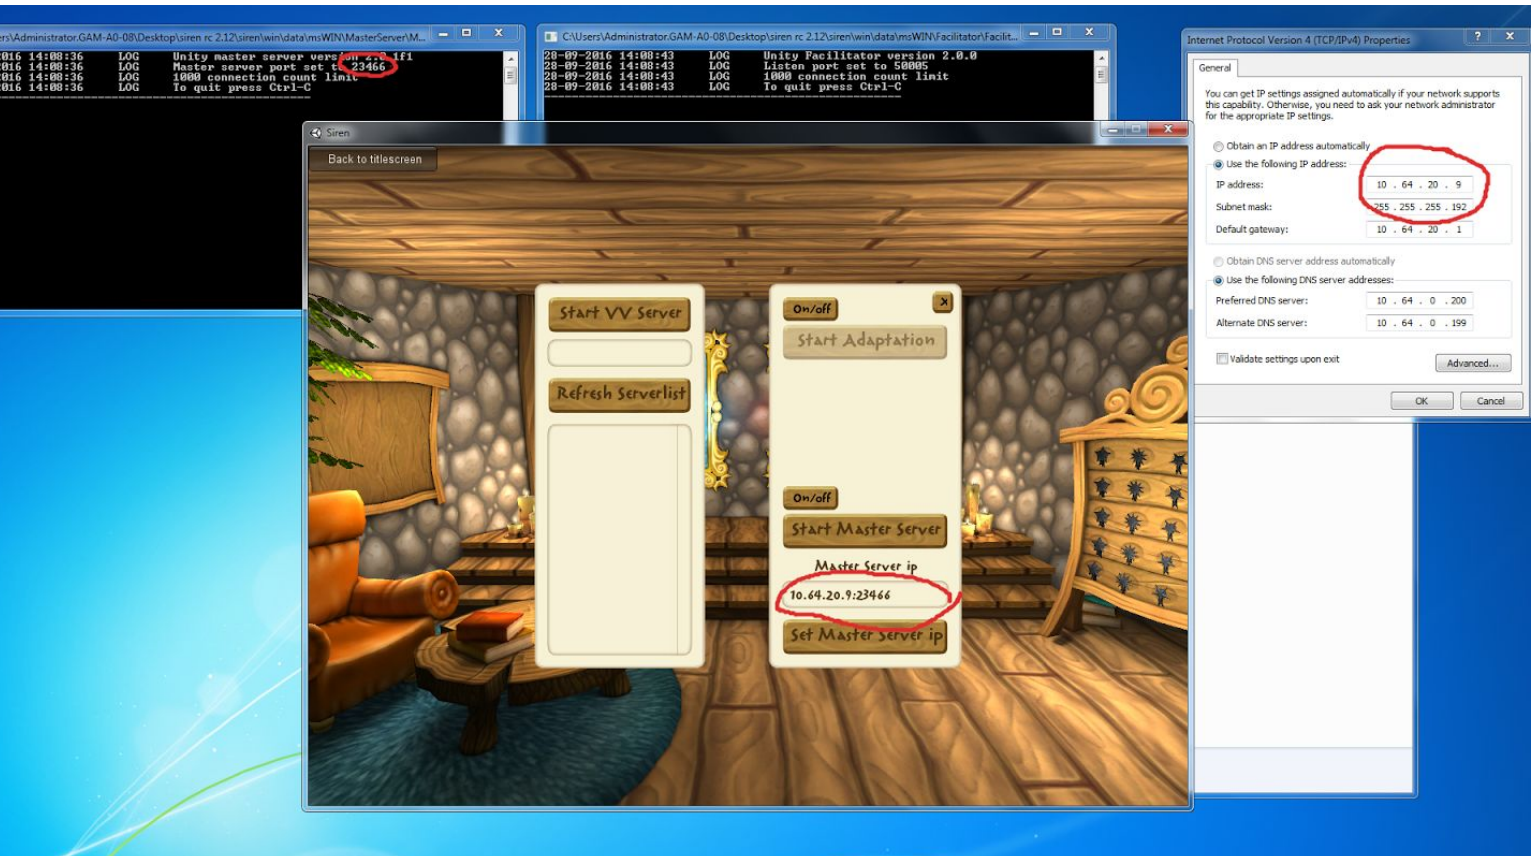 ers\Administrator.GAM-A0-08\Desktop\siren rc 2.12\siren\win\data\msWIN\MasterServer\M...
016 14:08:36 LOG Unity master server version 2.0.1f1
016 14:08:36 LOG Master server port set to 23466
016 14:08:36 LOG 1000 connection count limit
016 14:08:36 LOG To quit press Ctrl-C
C:\Users\Administrator.GAM-A0-08\Desktop\siren rc 2.12\siren\win\data\msWIN\Facilitator\Facilit...
28-09-2016 14:08:43 LOG Unity Facilitator version 2.0.0
28-09-2016 14:08:43 LOG Listen port set to 50005
28-09-2016 14:08:43 LOG 1000 connection count limit
28-09-2016 14:08:43 LOG To quit press Ctrl-C
Siren
Back to titlescreen
Start VV Server
Refresh Serverlist
On/off
X
Start Adaptation
On/off
Start Master Server
Master Server ip
10.64.20.9:23466
Set Master Server ip
Internet Protocol Version 4 (TCP/IPv4) Properties
General
You can get IP settings assigned automatically if your network supports
this capability. Otherwise, you need to ask your network administrator
for the appropriate IP settings.
Obtain an IP address automatically
Use the following IP address:
IP address: 10 . 64 . 20 . 9
Subnet mask: 255 . 255 . 255 . 192
Default gateway: 10 . 64 . 20 . 1
Obtain DNS server address automatically
Use the following DNS server addresses:
Preferred DNS server: 10 . 64 . 0 . 200
Alternate DNS server: 10 . 64 . 0 . 199
Validate settings upon exit
Advanced...
OK
Cancel